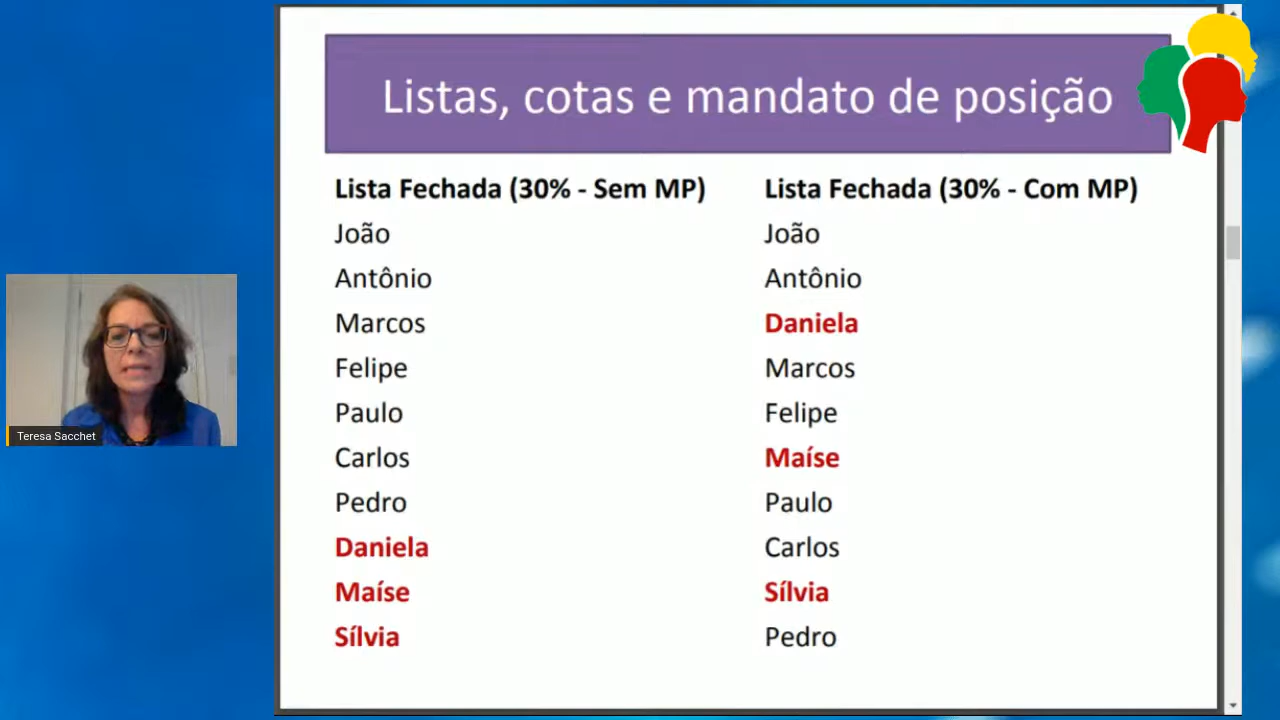 Listas, cotas e mandato de posição
Lista Fechada (30% - Sem MP)
João
Antônio
Marcos
Felipe
Paulo
Carlos
Pedro
Daniela
Maíse
Sílvia
Lista Fechada (30% - Com MP)
João
Antônio
Daniela
Marcos
Felipe
Maíse
Paulo
Carlos
Sílvia
Pedro
Teresa Sacchet